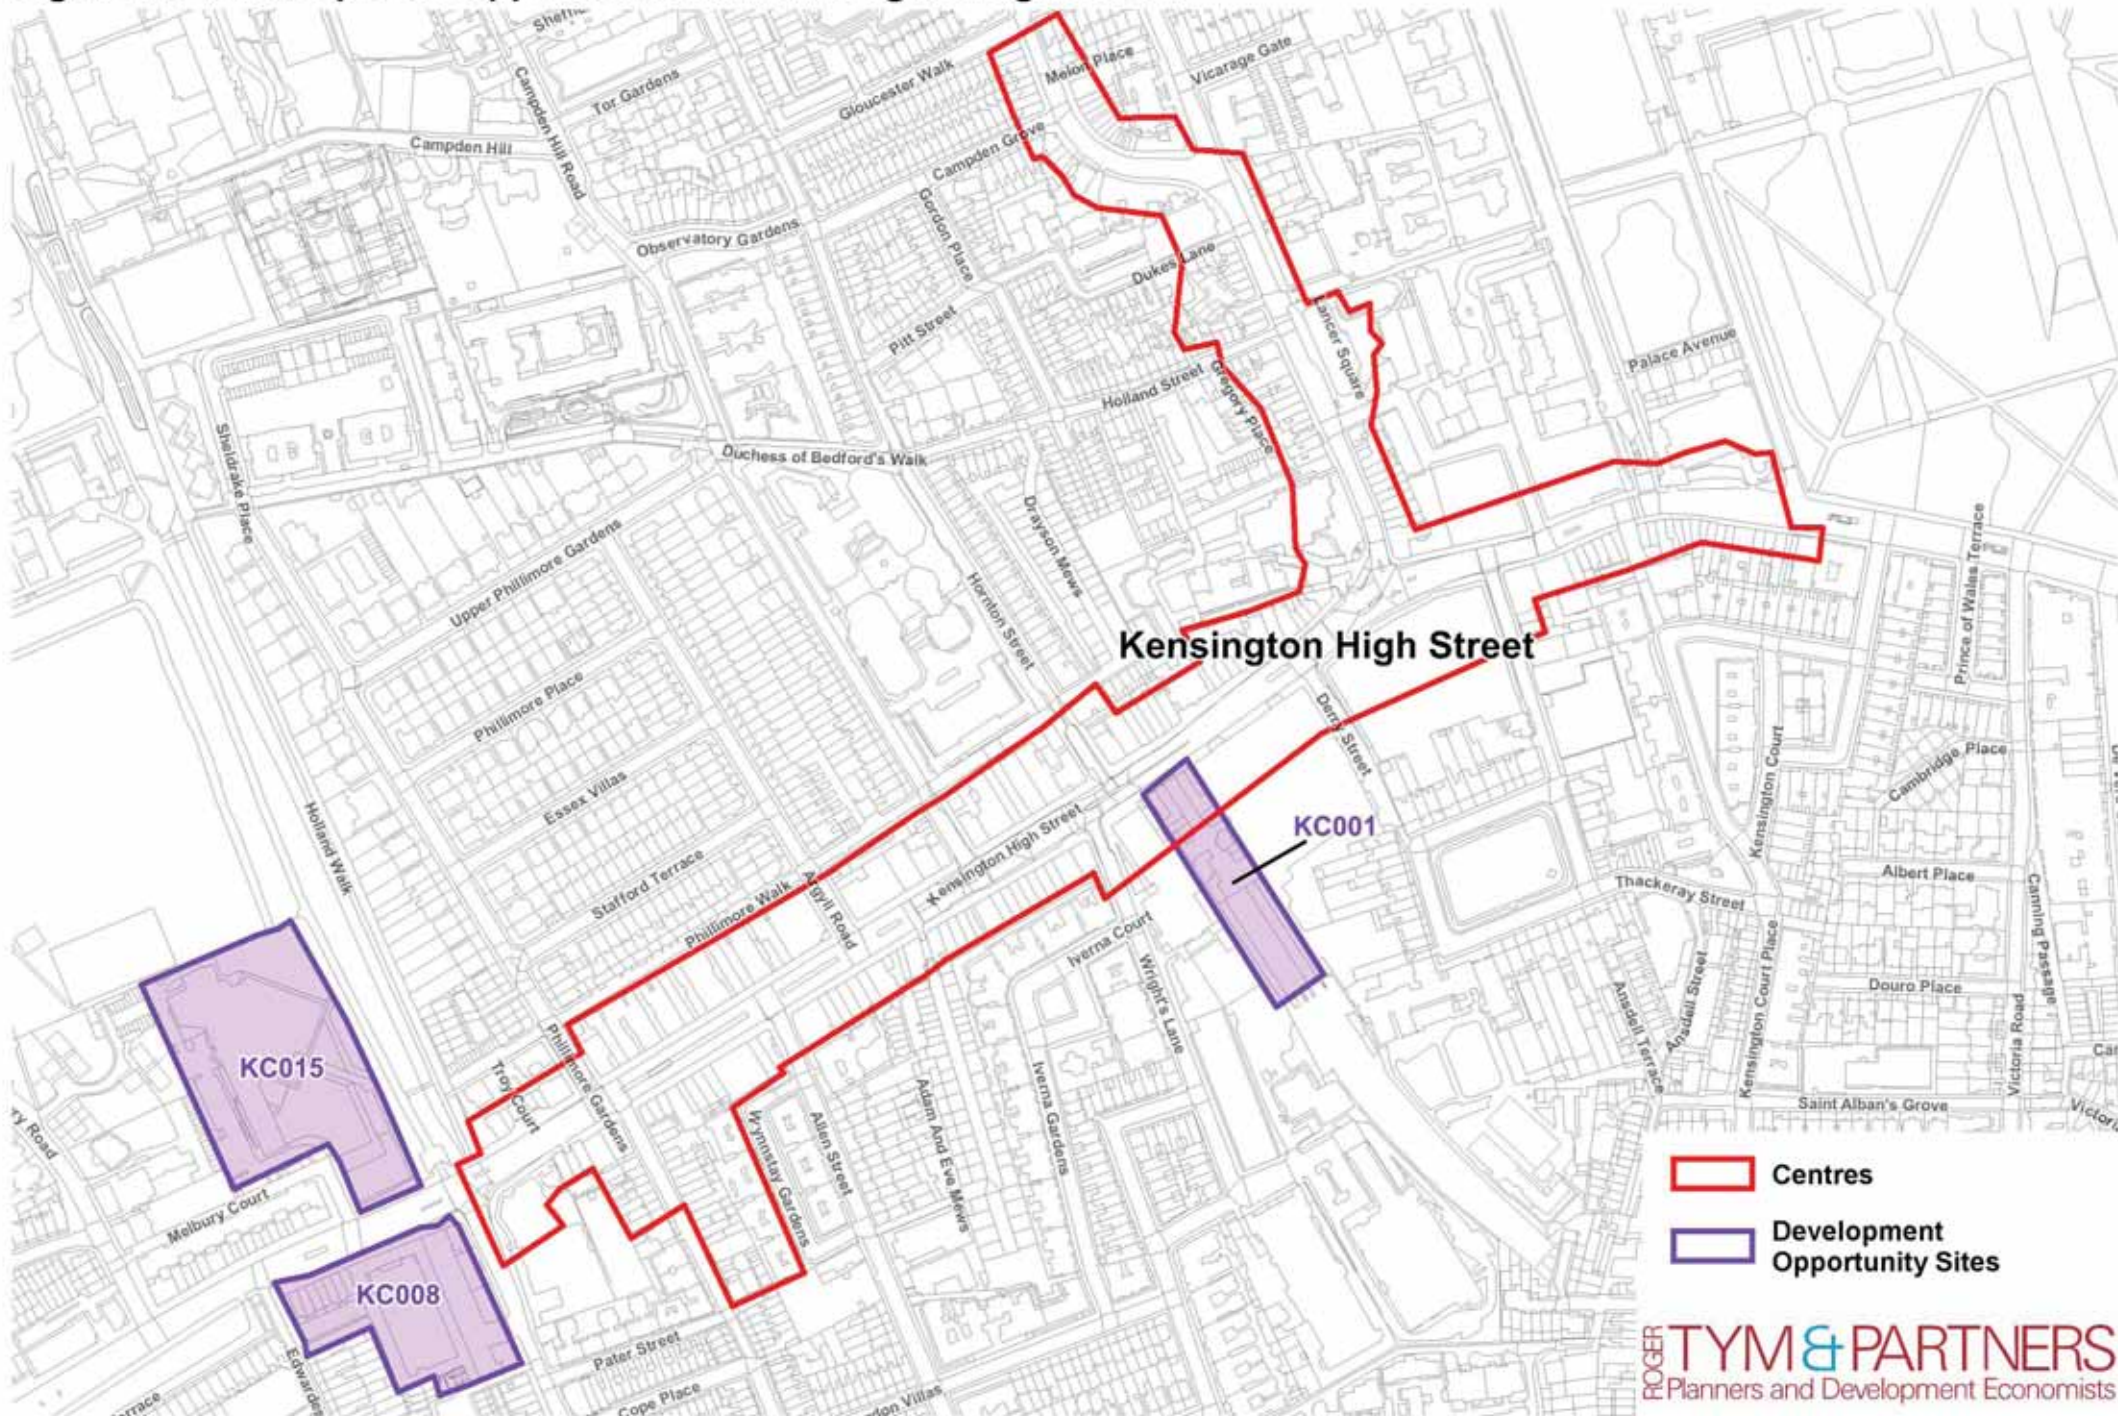 Tor Gardens
Gloucester Walk
Melon Place
Vicarage Gate
Campden Hill Road
Campden Hill
Campden Grove
Gordon Place
Observatory Gardens
Dukes Lane
Pitt Street
Lancer Square
Palace Avenue
Holland Street
Gregory Place
Sheldrake Place
Duchess of Bedford's Walk
Drayson Mews
Upper Phillimore Gardens
Hornton Street
Prince of Wales Terrace
Kensington High Street
Phillimore Place
Derry Street
Kensington Court
Cambridge Place
Essex Villas
Holland Walk
Kensington High Street
KC001
Stafford Terrace
Phillimore Walk
Argyll Road
Albert Place
Thackeray Street
Canning Passage
Iverna Court
Wright's Lane
Ansdell Street
Kensington Court Place
Douro Place
Ansdell Terrace
Victoria Road
KC015
Troy Court
Phillimore Gardens
Iverna Gardens
Adam And Eve Mews
Allen Street
Wynnstay Gardens
Saint Alban's Grove
Melbury Court
KC008
Pater Street
Cope Place
Centres
Development
Opportunity Sites
ROGER
TYM & PARTNERS
Planners and Development Economists